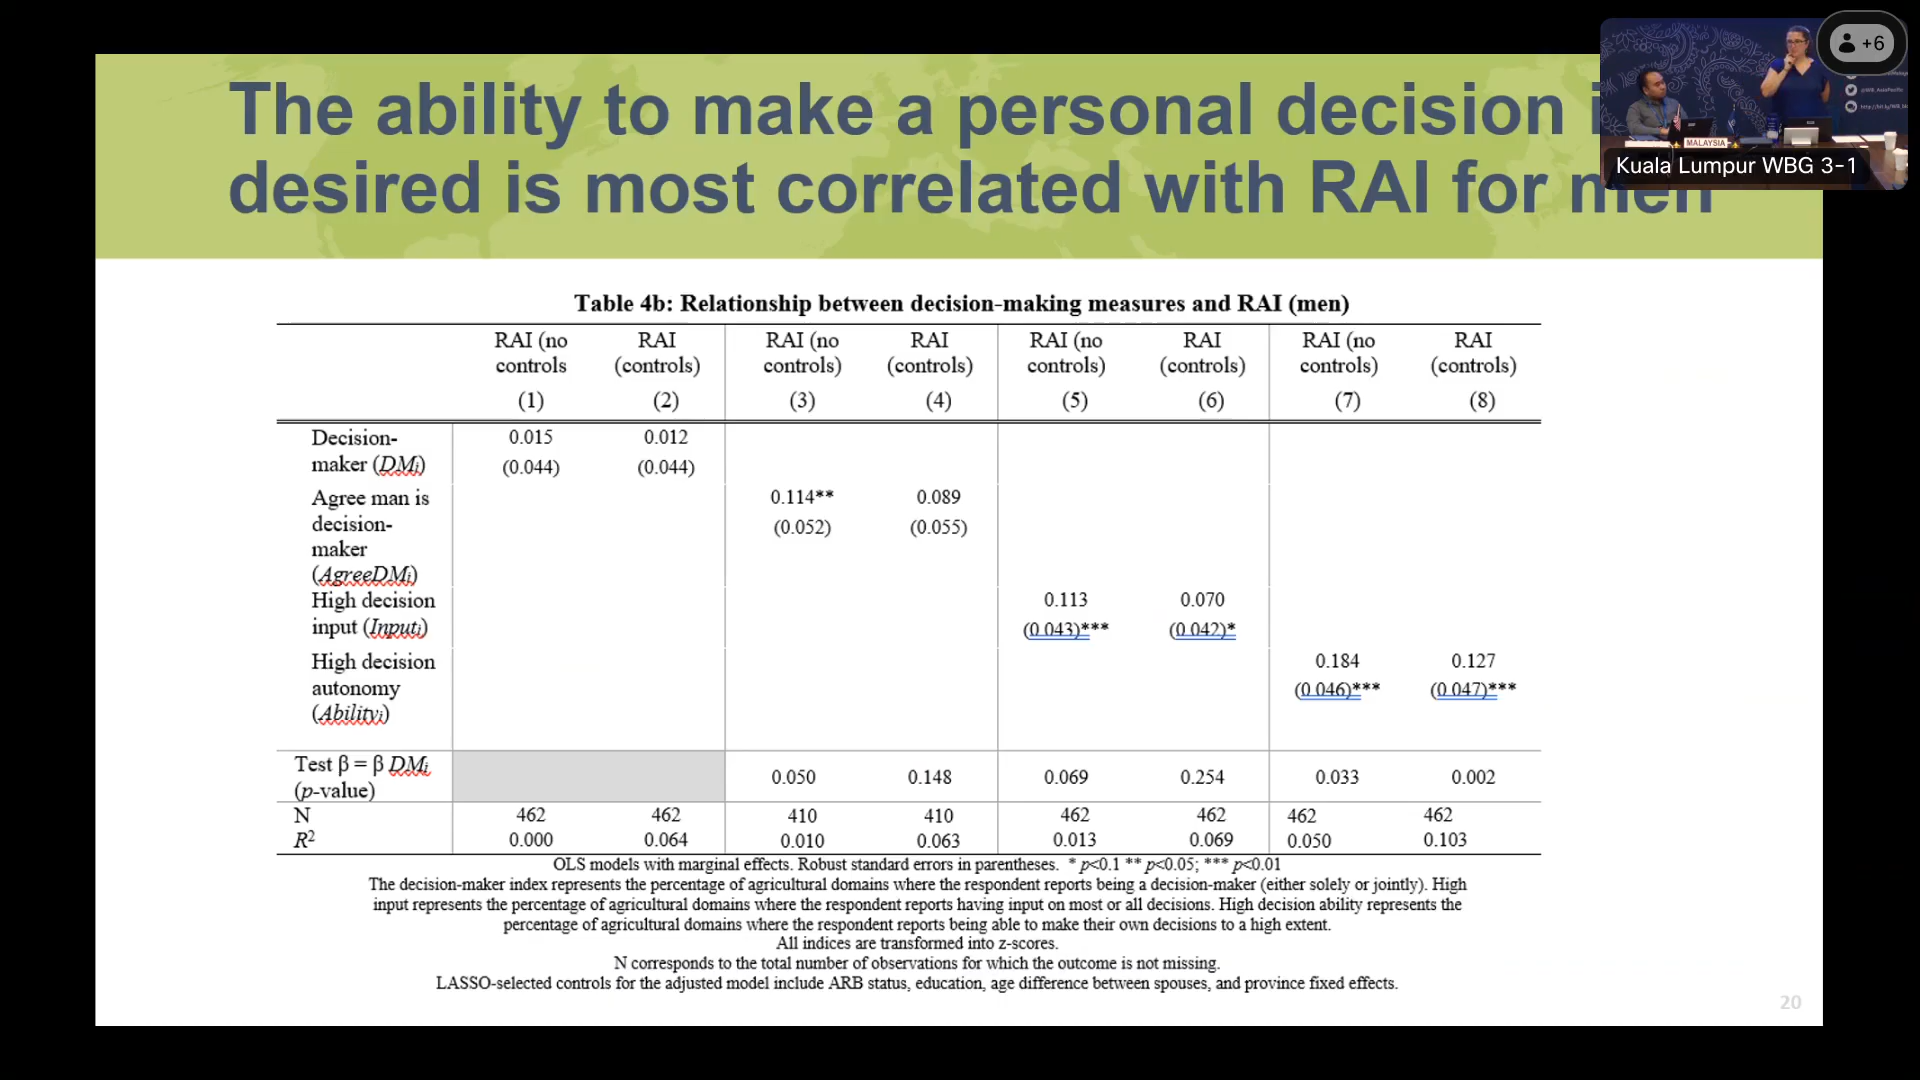 The ability to make a personal decision i
desired is most correlated with RAI for men
+6
MALAYSIA
Kuala Lumpur WBG 3-1
Table 4b: Relationship between decision-making measures and RAI (men)
RAI (no controls RAI (controls) RAI (no controls) RAI (controls) RAI (no controls) RAI (controls) RAI (no controls) RAI (controls)
(1) (2) (3) (4) (5) (6) (7) (8)
Decision- 0.015 0.012
maker (DMi) (0.044) (0.044)
Agree man is 0.114** 0.089
decision- (0.052) (0.055)
maker
(AgreeDMi)
High decision 0.113 0.070
input (Inputi) (0.043)*** (0.042)*
High decision 0.184 0.127
autonomy (0.046)*** (0.047)***
(Abilityi)
Test β = β DMi
(p-value) 0.050 0.148 0.069 0.254 0.033 0.002
N 462 462 410 410 462 462 462 462
R² 0.000 0.064 0.010 0.063 0.013 0.069 0.050 0.103
OLS models with marginal effects. Robust standard errors in parentheses. * p<0.1 ** p<0.05; *** p<0.01
The decision-maker index represents the percentage of agricultural domains where the respondent reports being a decision-maker (either solely or jointly). High
input represents the percentage of agricultural domains where the respondent reports having input on most or all decisions. High decision ability represents the
percentage of agricultural domains where the respondent reports being able to make their own decisions to a high extent.
All indices are transformed into z-scores.
N corresponds to the total number of observations for which the outcome is not missing.
LASSO-selected controls for the adjusted model include ARB status, education, age difference between spouses, and province fixed effects.
20